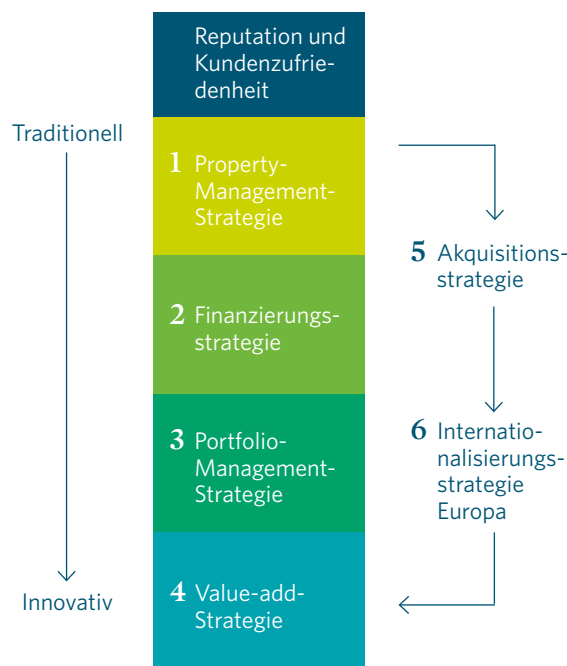 Reputation und
Kundenzufrie-
denheit
Traditionell
1 Property-
Management-
Strategie
2 Finanzierungs-
strategie
3 Portfolio-
Management-
Strategie
4 Value-add-
Strategie
Innovativ
5 Akquisitions-
strategie
6 Internatio-
nalisierungs-
strategie
Europa